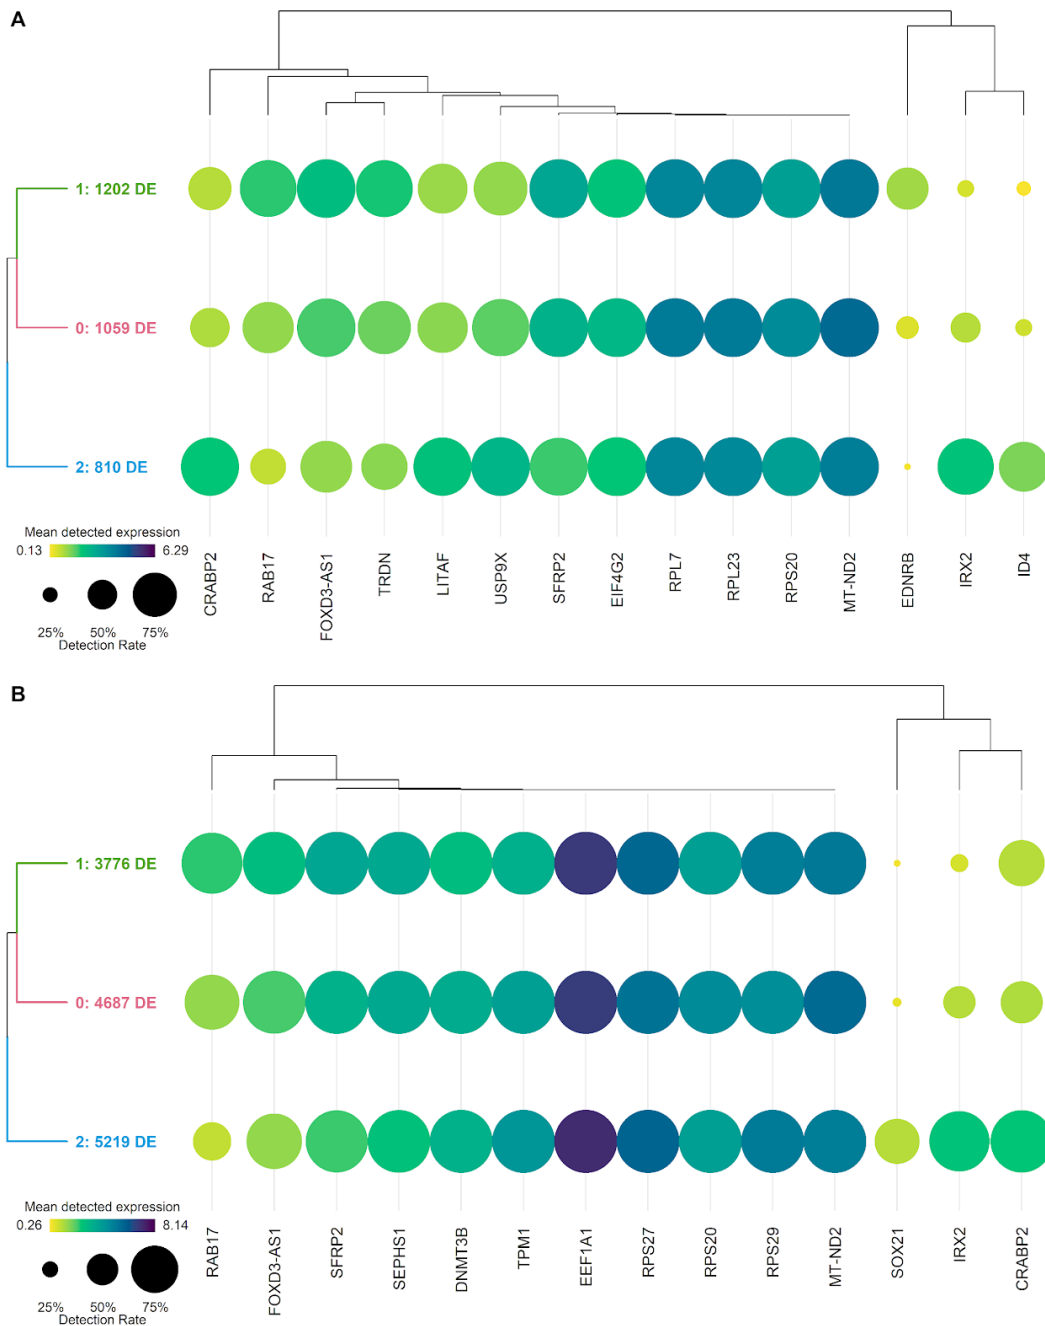 A
1: 1202 DE
0: 1059 DE
2: 810 DE
Mean detected expression
0.13 6.29
25% 50% 75%
Detection Rate
CRABP2
RAB17
FOXD3-AS1
TRDN
LITAF
USP9X
SFRP2
EIF4G2
RPL7
RPL23
RPS20
MT-ND2
EDNRB
IRX2
ID4
B
1: 3776 DE
0: 4687 DE
2: 5219 DE
Mean detected expression
0.26 8.14
25% 50% 75%
Detection Rate
RAB17
FOXD3-AS1
SFRP2
SEPHS1
DNMT3B
TPM1
EEF1A11
RPS27
RPS20
RPS29
MT-ND2
SOX21
IRX2
CRABP2